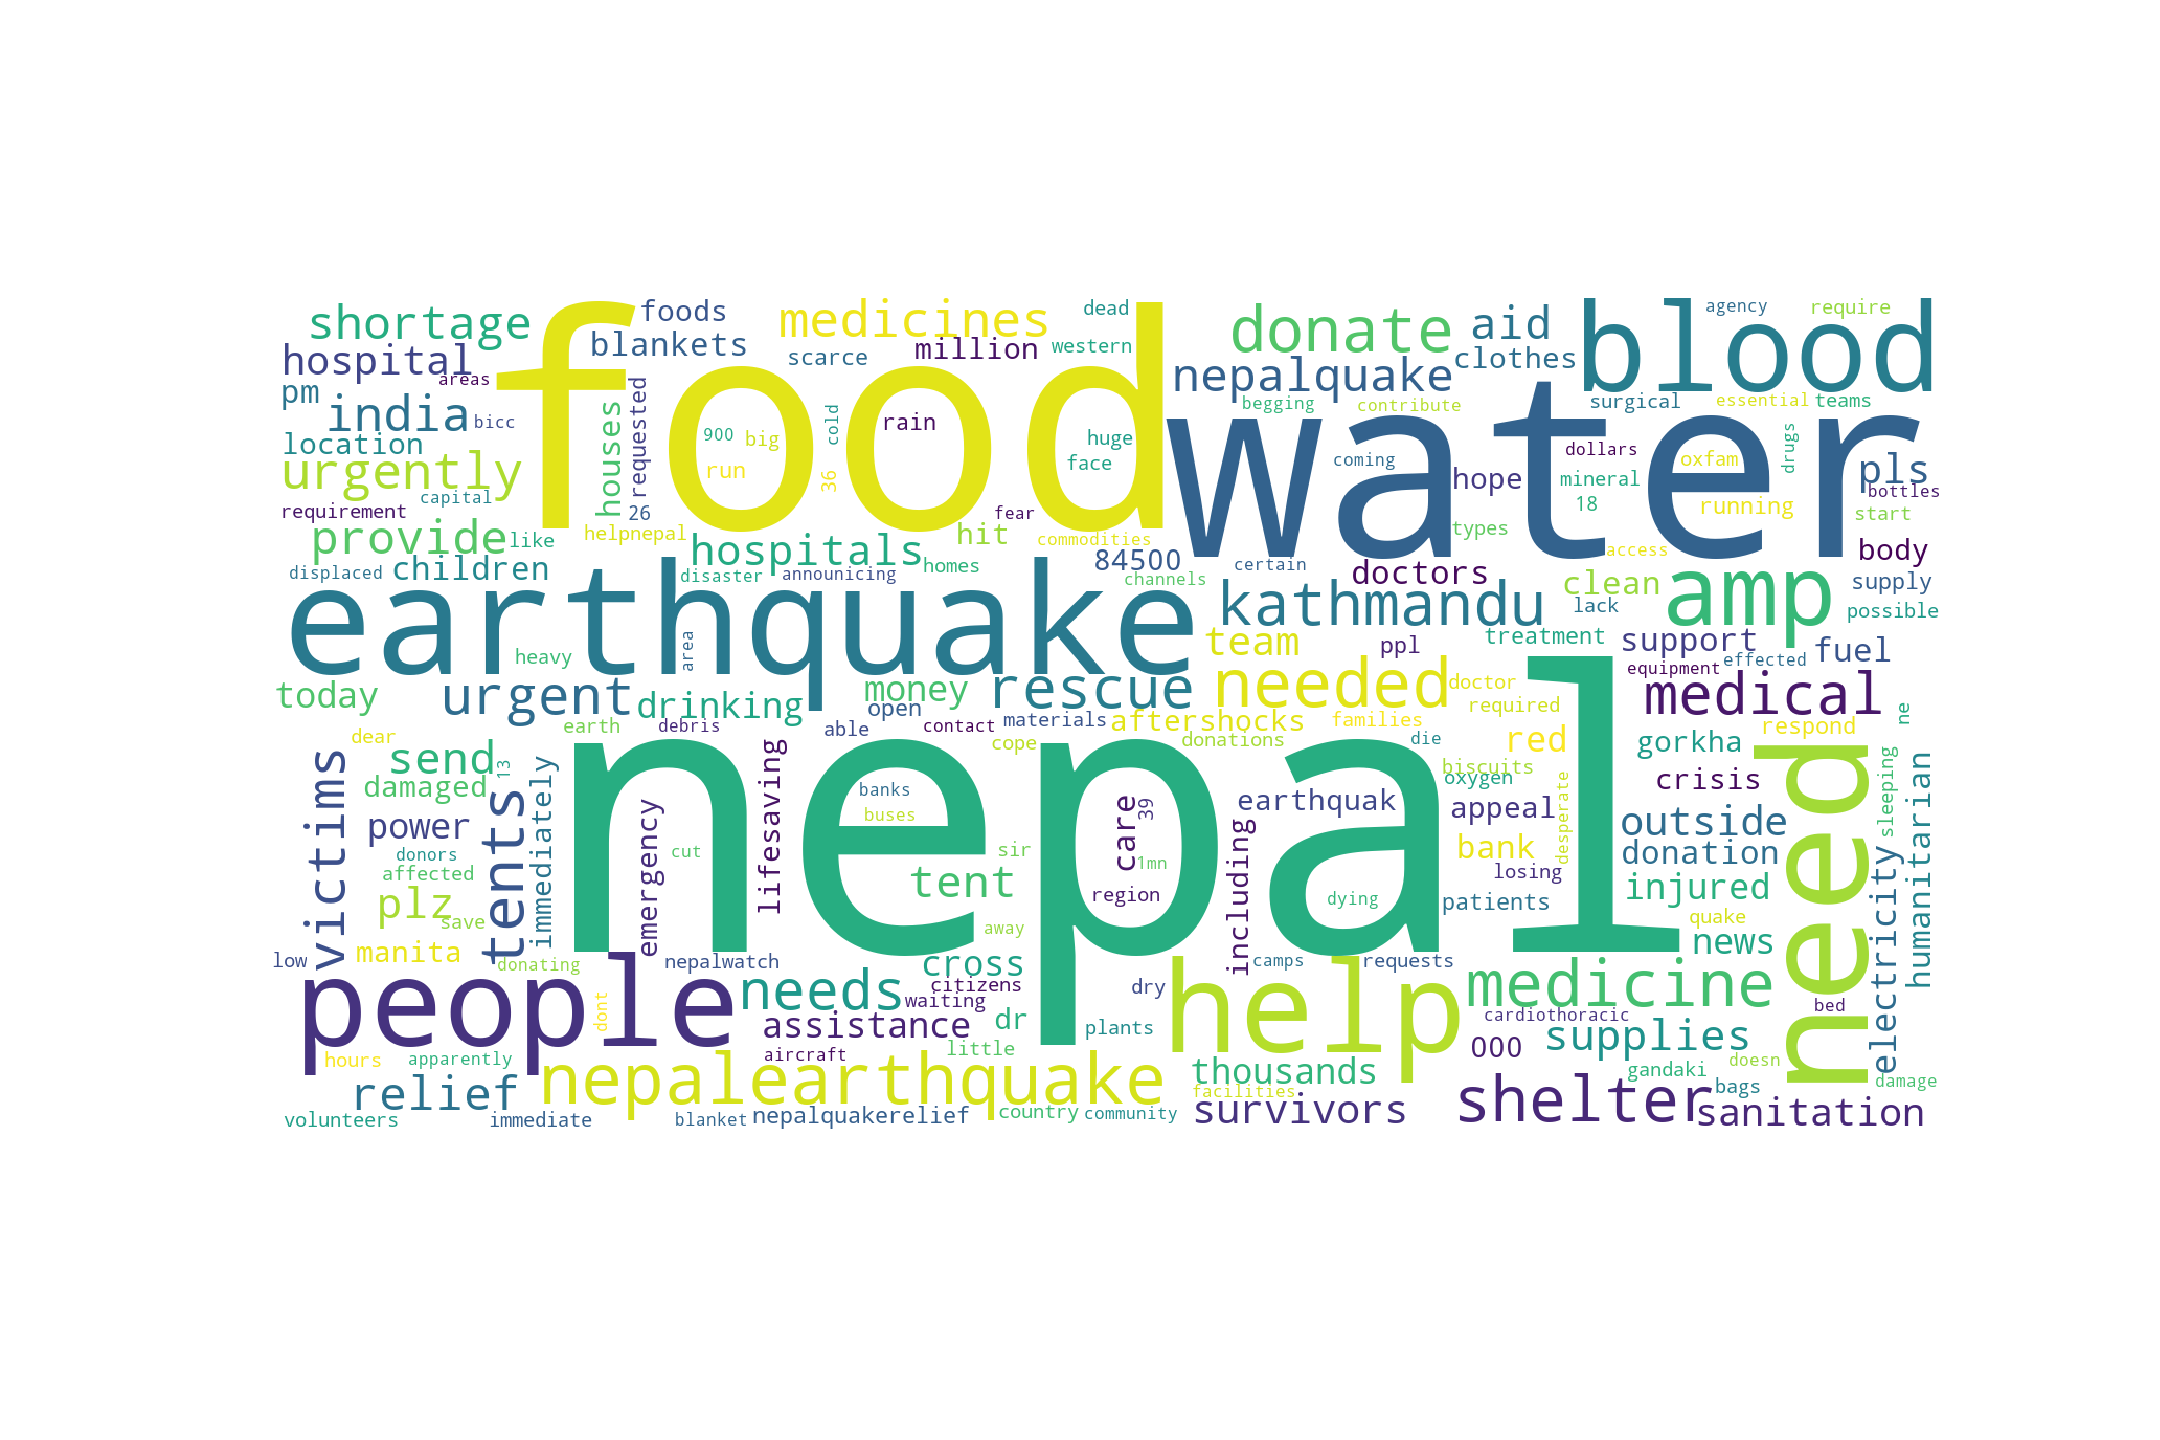 shortage foods medicines dead donate aid blood agency require
hospital blankets scarce million western nepalquake clothes
pm areas food begging contribute surgical essential teams
india bicc houses requested 900 big cold rain huge water dollars drugs
location run 36 face coming hope mineral oxfam pls
urgently capital 26 18 running bottles
requirement helpnepal fear commodities types start
provide like hospitals hit 84500 certain doctors access body
displaced children disaster announicing homes channels clean amp supply
earthquake kathmandu lack possible
heavy area team ppl treatment support fuel
today urgent drinking money rescue needed doctor equipment effected medical
earth debris able open contact materials aftershocks families required respond ne
dear cope donations die red gorkha
victims send 13 immediately nepal biscuits oxygen crisis need sleeping humanitarian
damaged tents lifesaving banks care 39 earthquak appeal desperate outside
power emergency buses including bank donation electricity
donors cut sir 1mn losing
affected tent region dying patients injured
plz save away quake news
manita donating nepalwatch cross camps requests
low people dont needs citizens waiting dry help medicine bed
assistance dr plants cardiothoracic supplies
hours apparently aircraft little 000 doesn
relief nepalearthquake thousands gandaki bags damage
facilities shelter
volunteers immediate blanket nepalquakerelief country community survivors sanitation